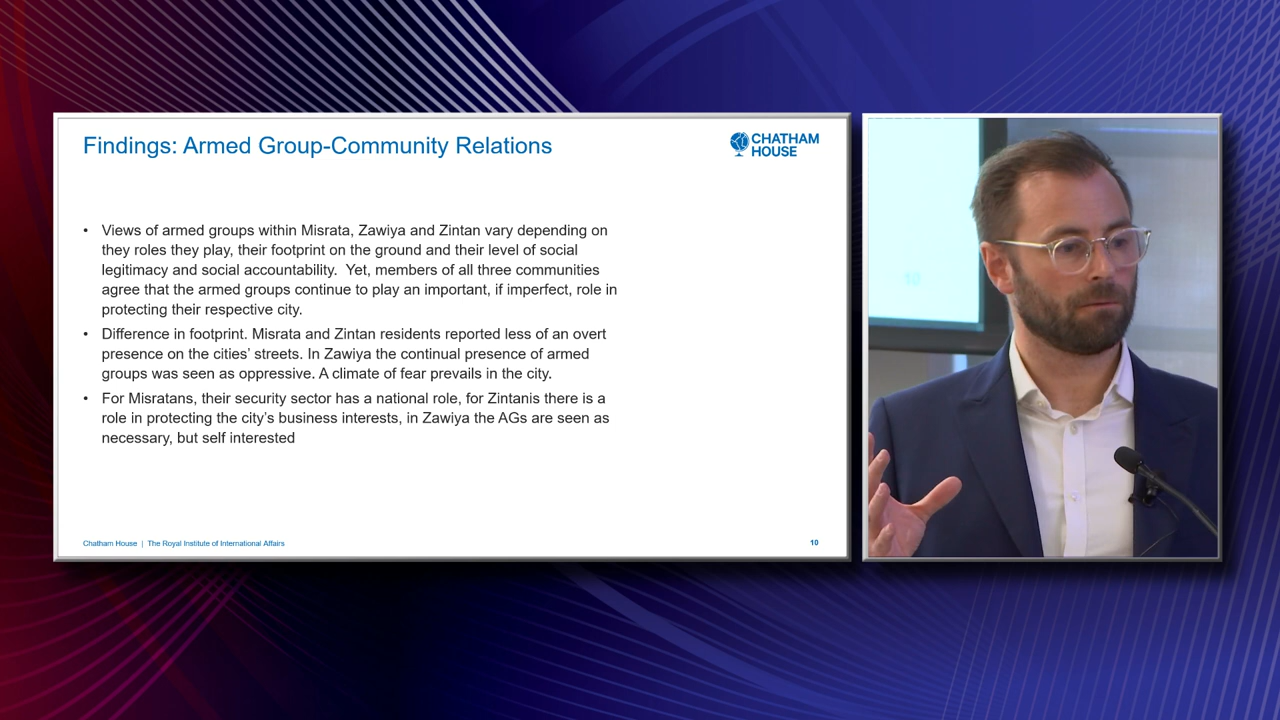 Findings: Armed Group-Community Relations
CHATHAM
HOUSE
• Views of armed groups within Misrata, Zawiya and Zintan vary depending on
they roles they play, their footprint on the ground and their level of social
legitimacy and social accountability.  Yet, members of all three communities
agree that the armed groups continue to play an important, if imperfect, role in
protecting their respective city.
• Difference in footprint. Misrata and Zintan residents reported less of an overt
presence on the cities’ streets. In Zawiya the continual presence of armed
groups was seen as oppressive. A climate of fear prevails in the city.
• For Misratans, their security sector has a national role, for Zintanis there is a
role in protecting the city’s business interests, in Zawiya the AGs are seen as
necessary, but self interested
Chatham House | The Royal Institute of International Affairs
10